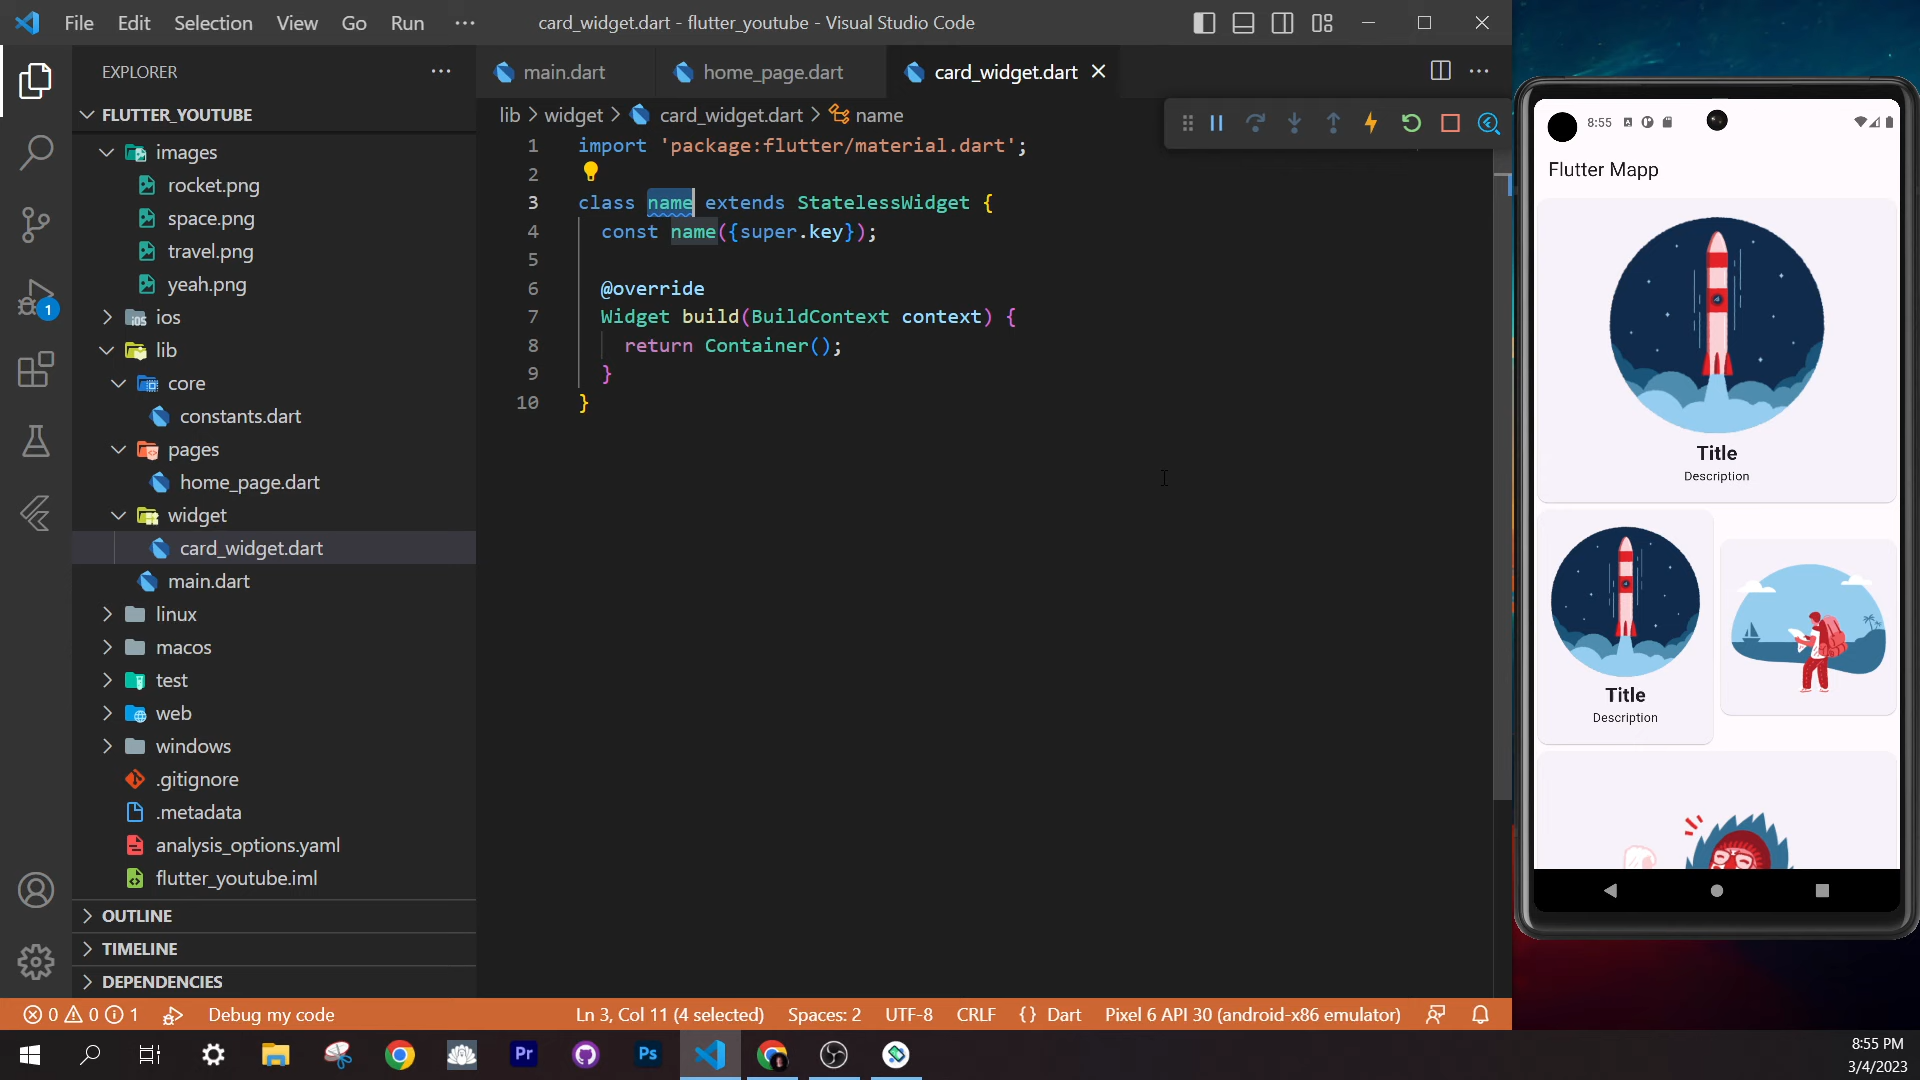 File Edit Selection View Go Run ···
card_widget.dart - flutter_youtube - Visual Studio Code
EXPLORER
FLUTTER_YOUTUBE
images
rocket.png
space.png
travel.png
yeah.png
ios
lib
core
constants.dart
pages
home_page.dart
widget
card_widget.dart
main.dart
linux
macos
test
web
windows
.gitignore
.metadata
analysis_options.yaml
flutter_youtube.iml
OUTLINE
TIMELINE
DEPENDENCIES
1
main.dart
home_page.dart
card_widget.dart
lib > widget > card_widget.dart > name
1 import 'package:flutter/material.dart';
2
3 class name extends StatelessWidget {
4 const name({super.key});
5
6 @override
7 Widget build(BuildContext context) {
8 return Container();
9 }
10 }
8:55
Flutter Mapp
Title
Description
Title
Description
0 0 1 Debug my code Ln 3, Col 11 (4 selected) Spaces: 2 UTF-8 CRLF {} Dart Pixel 6 API 30 (android-x86 emulator)
Pr
Ps
8:55 PM
3/4/2023